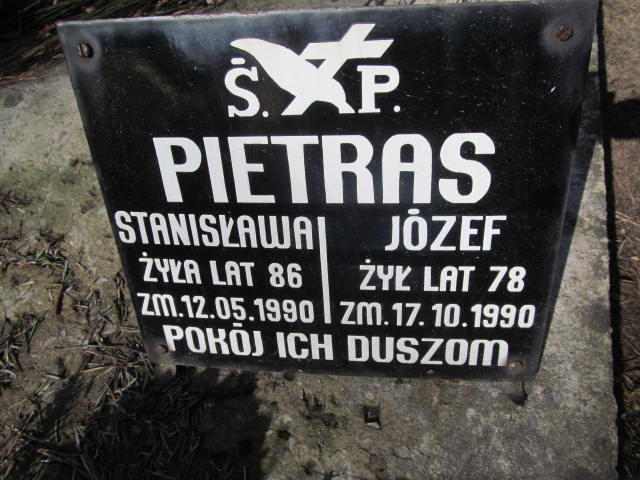 Ś. P.
PIETRAS
STANISŁAWA
ŻYŁA LAT 86
ZM. 12.05.1990
JÓZEF
ŻYŁ LAT 78
ZM. 17.10.1990
POKÓJ ICH DUSZOM